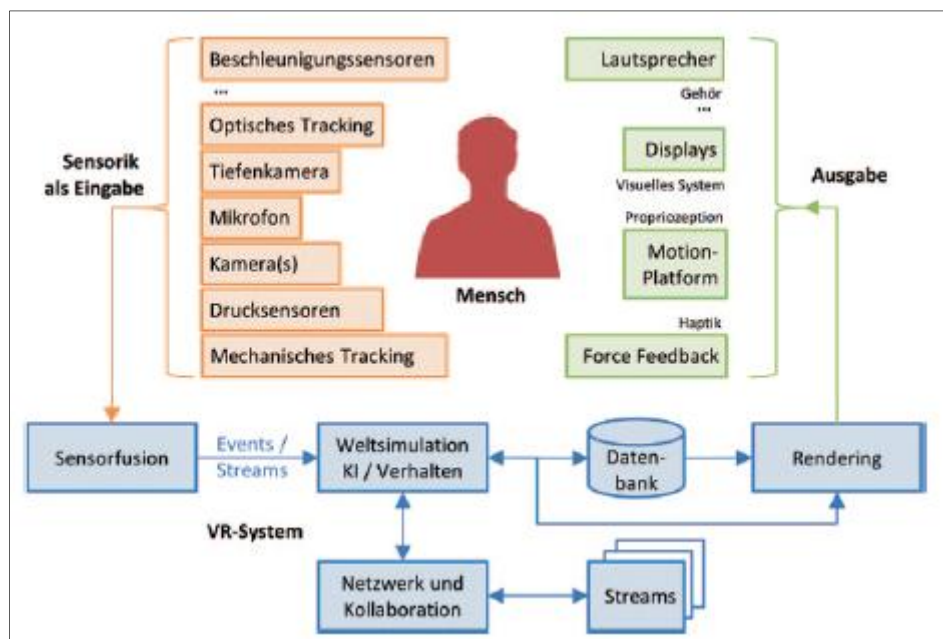 Beschleunigungssensoren
...
Optisches Tracking
Tiefenkamera
Mikrofon
Kamera(s)
Drucksensoren
Mechanisches Tracking
Sensorik
als Eingabe
Mensch
Lautsprecher
Gehör
...
Displays
Visuelles System
Propriozeption
Motion-
Platform
Haptik
Force Feedback
Ausgabe
Sensorfusion
Events /
Streams
Weltsimulation
KI / Verhalten
Daten-
bank
Rendering
VR-System
Netzwerk und
Kollaboration
Streams